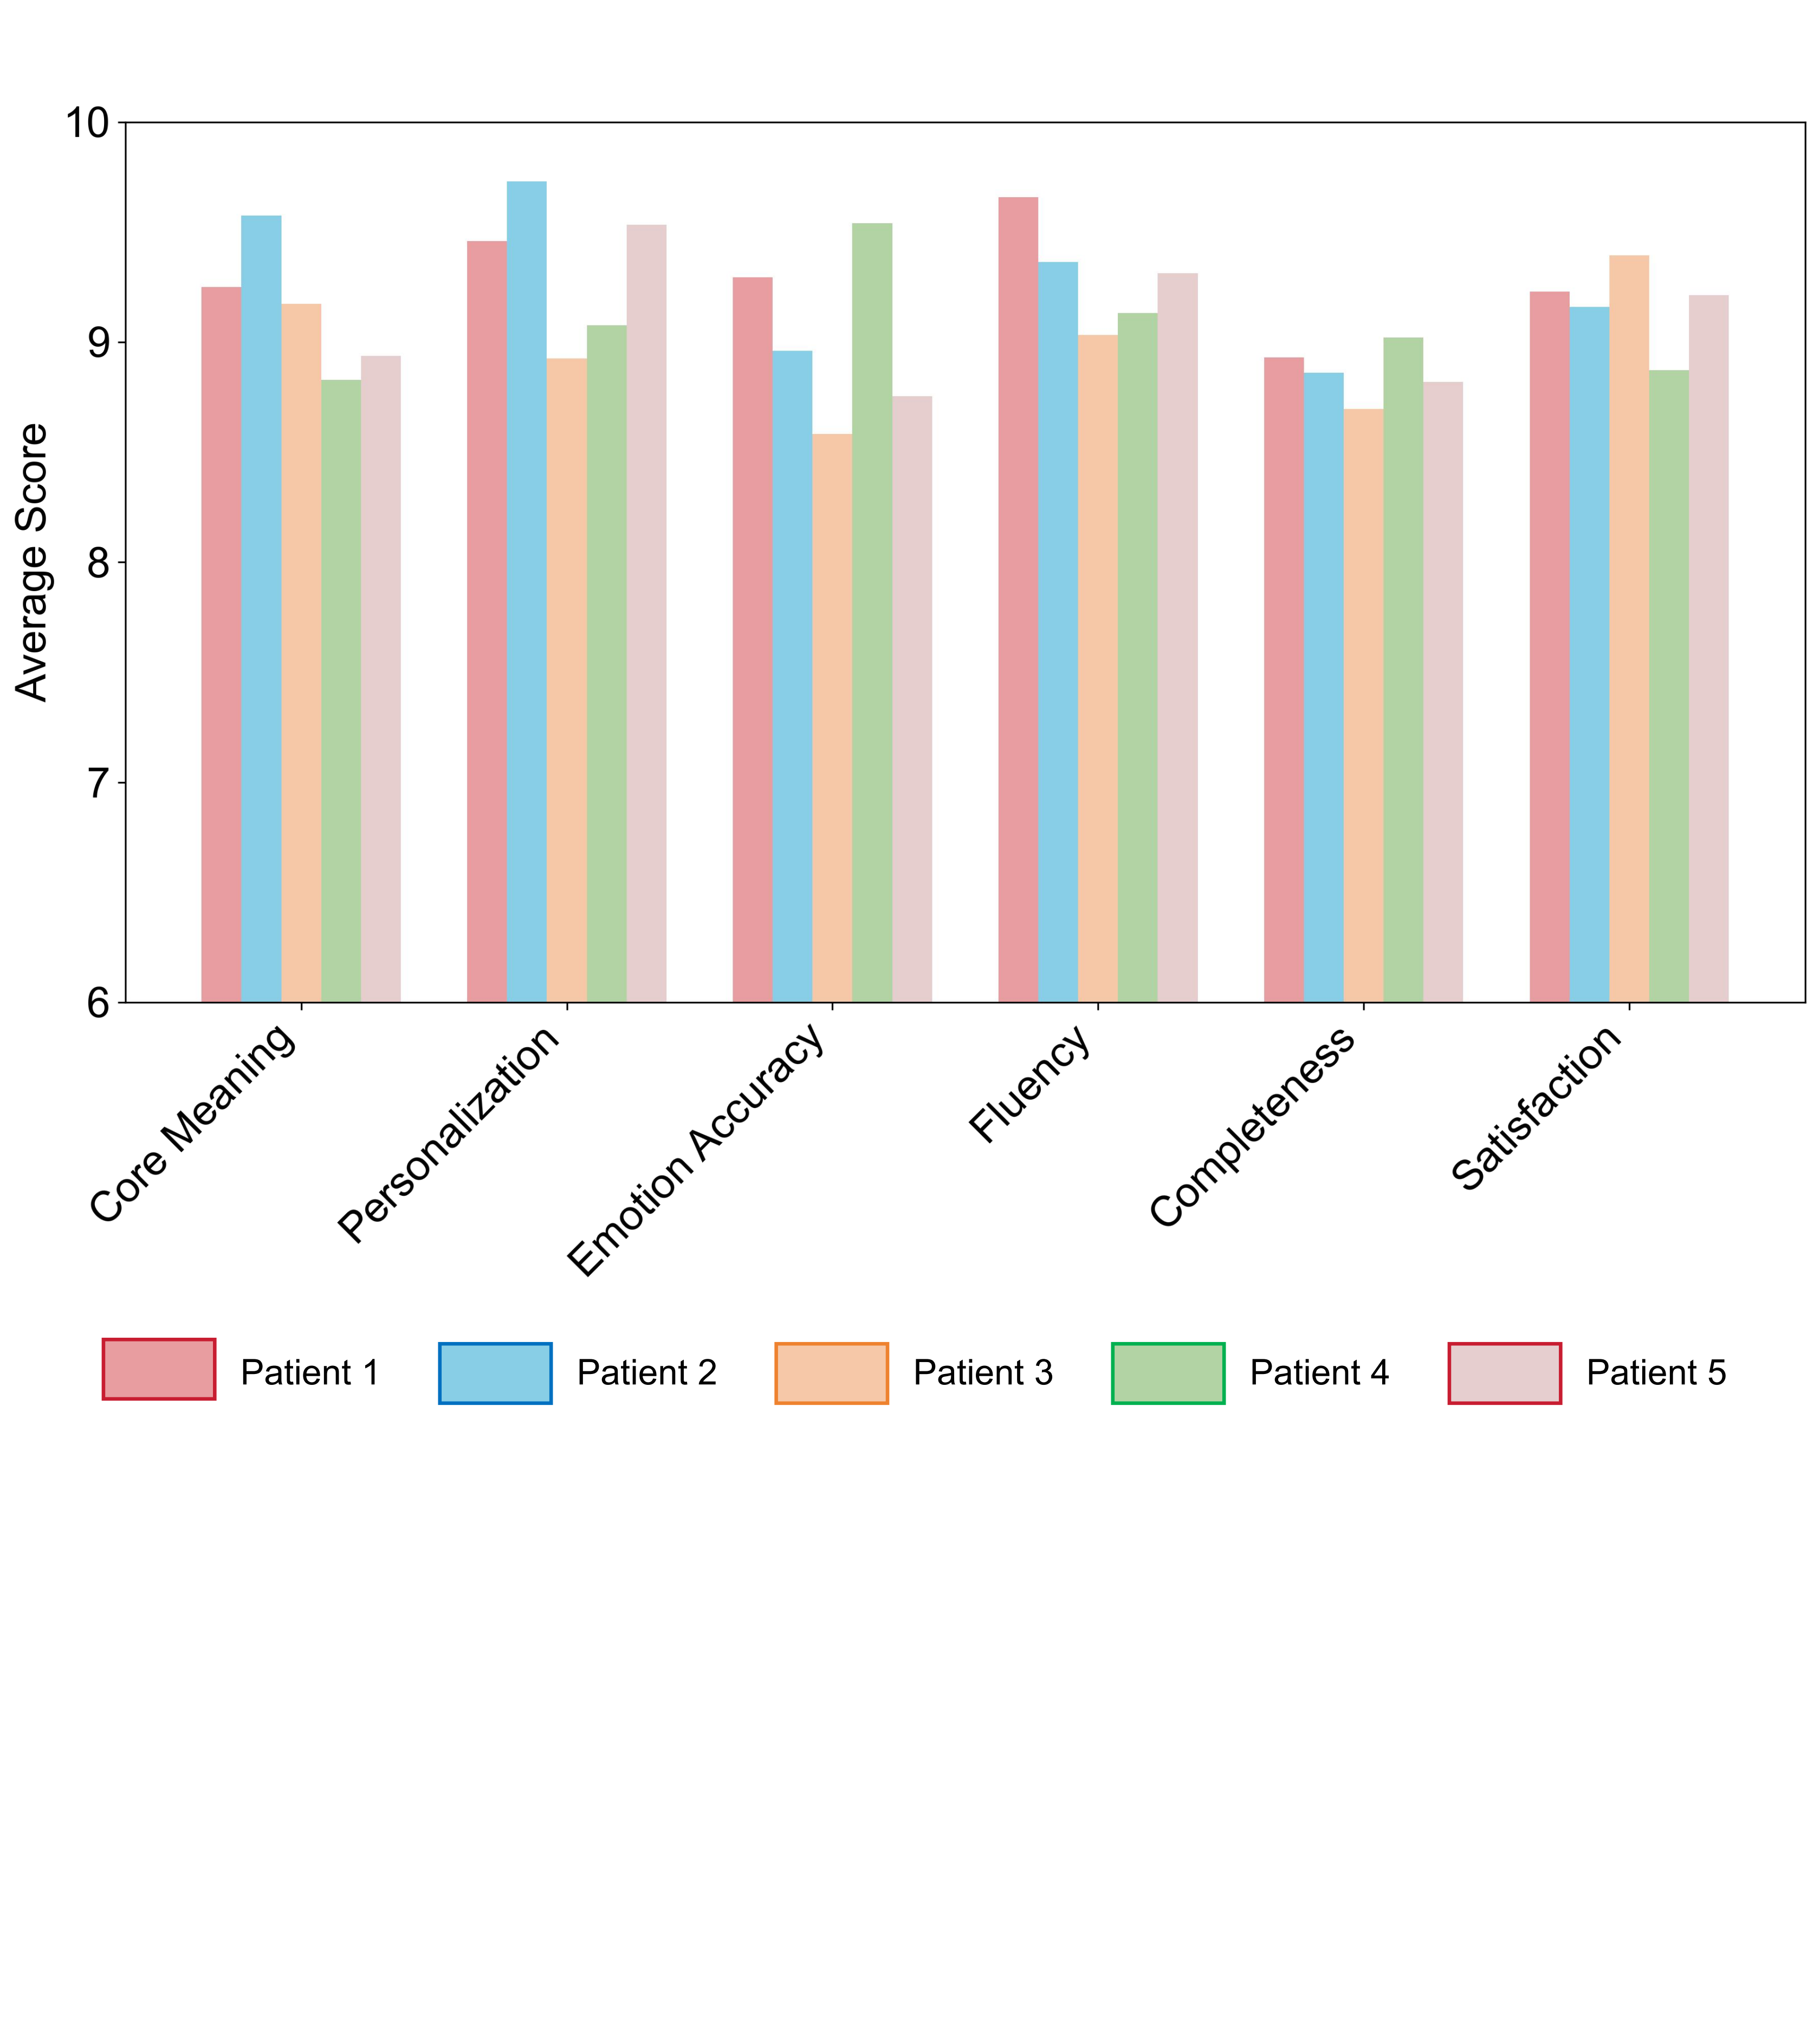 10
9
8
7
6
Average Score
Core Meaning
Personalization
Emotion Accuracy
Fluency
Completeness
Satisfaction
Patient 1
Patient 2
Patient 3
Patient 4
Patient 5